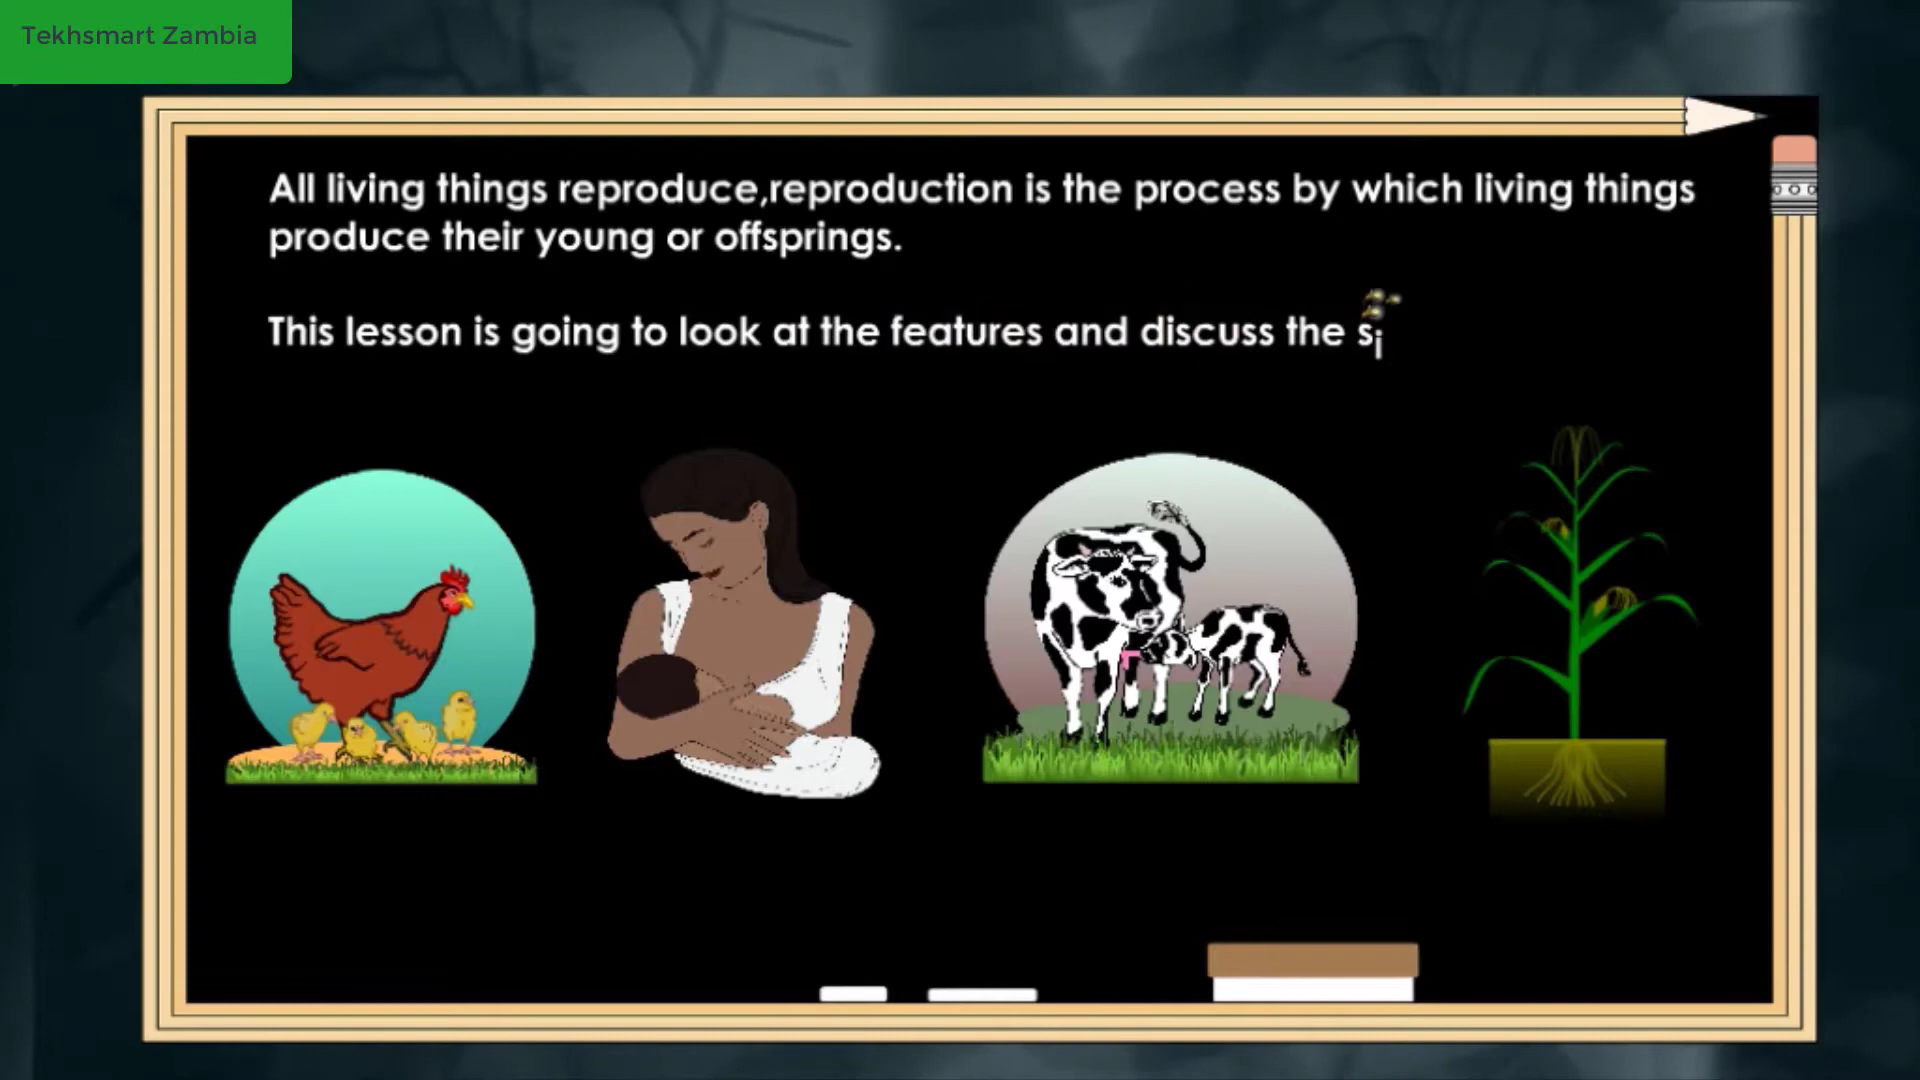 Tekhsmart Zambia
All living things reproduce,reproduction is the process by which living things
produce their young or offsprings.
This lesson is going to look at the features and discuss the si